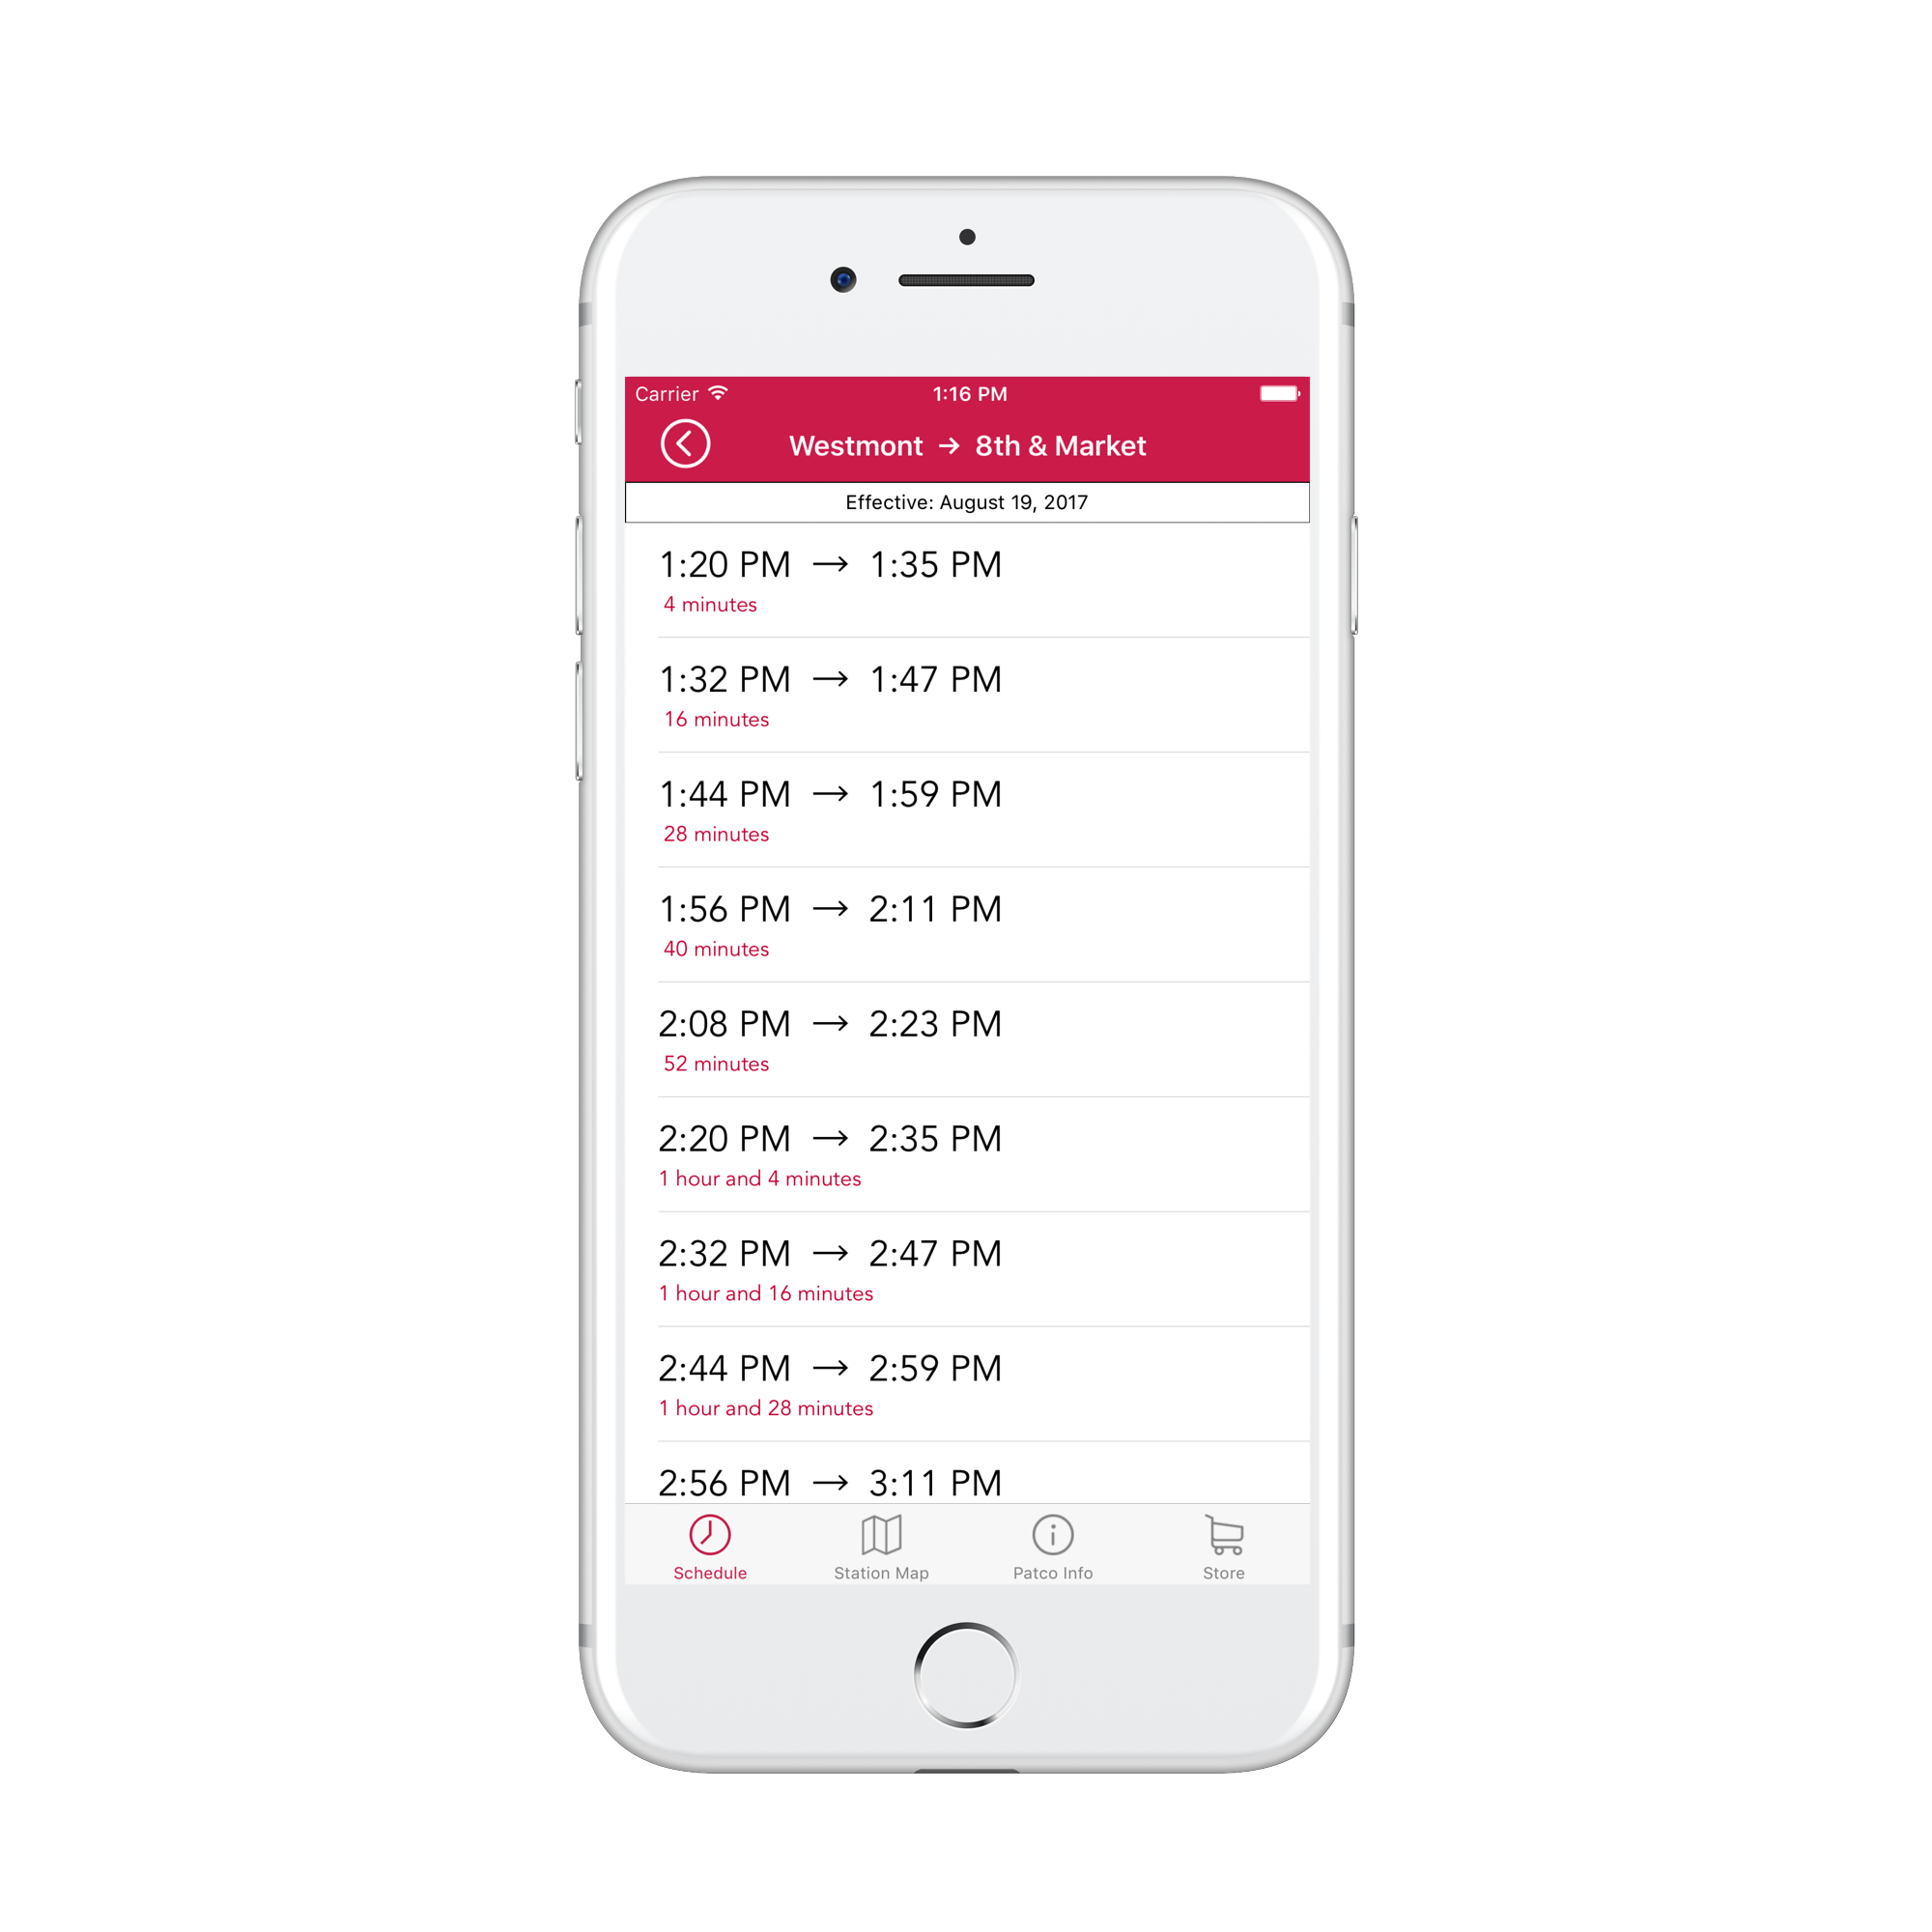 Carrier 1:16 PM
Westmont → 8th & Market
Effective: August 19, 2017
1:20 PM → 1:35 PM
4 minutes
1:32 PM → 1:47 PM
16 minutes
1:44 PM → 1:59 PM
28 minutes
1:56 PM → 2:11 PM
40 minutes
2:08 PM → 2:23 PM
52 minutes
2:20 PM → 2:35 PM
1 hour and 4 minutes
2:32 PM → 2:47 PM
1 hour and 16 minutes
2:44 PM → 2:59 PM
1 hour and 28 minutes
2:56 PM → 3:11 PM
Schedule Station Map Patco Info Store